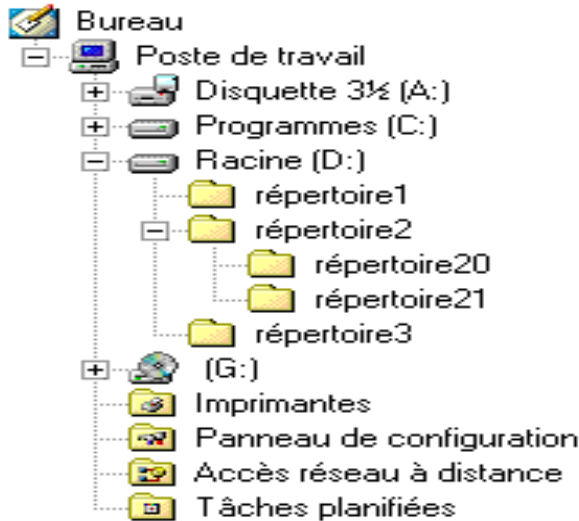 Bureau
Poste de travail
Disquette 3½ (A:)
Programmes (C:)
Racine (D:)
répertoire1
répertoire2
répertoire20
répertoire21
répertoire3
(G:)
Imprimantes
Panneau de configuration
Accès réseau à distance
Tâches planifiées